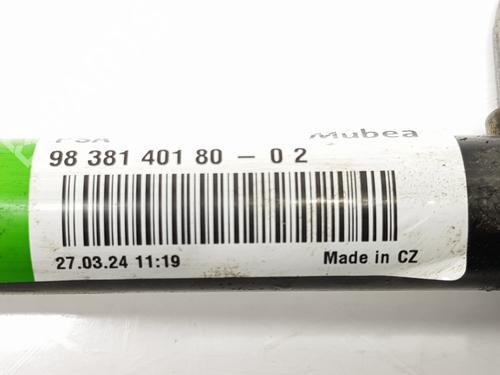 PSA Mubea
98 381 401 80 - 0 2
27.03.24 11:19 Made in CZ